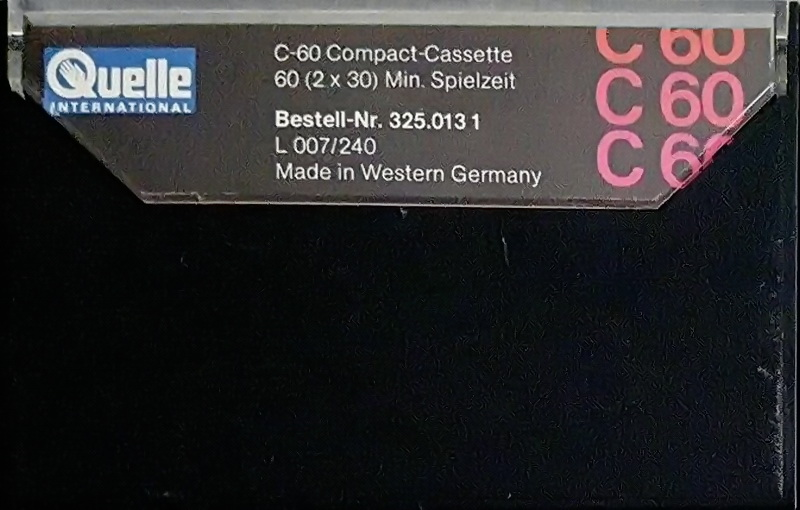 Quelle
INTERNATIONAL
C-60 Compact-Cassette
60 (2 x 30) Min. Spielzeit
Bestell-Nr. 325.013 1
L 007/240
Made in Western Germany
C 60
C 60
C 60